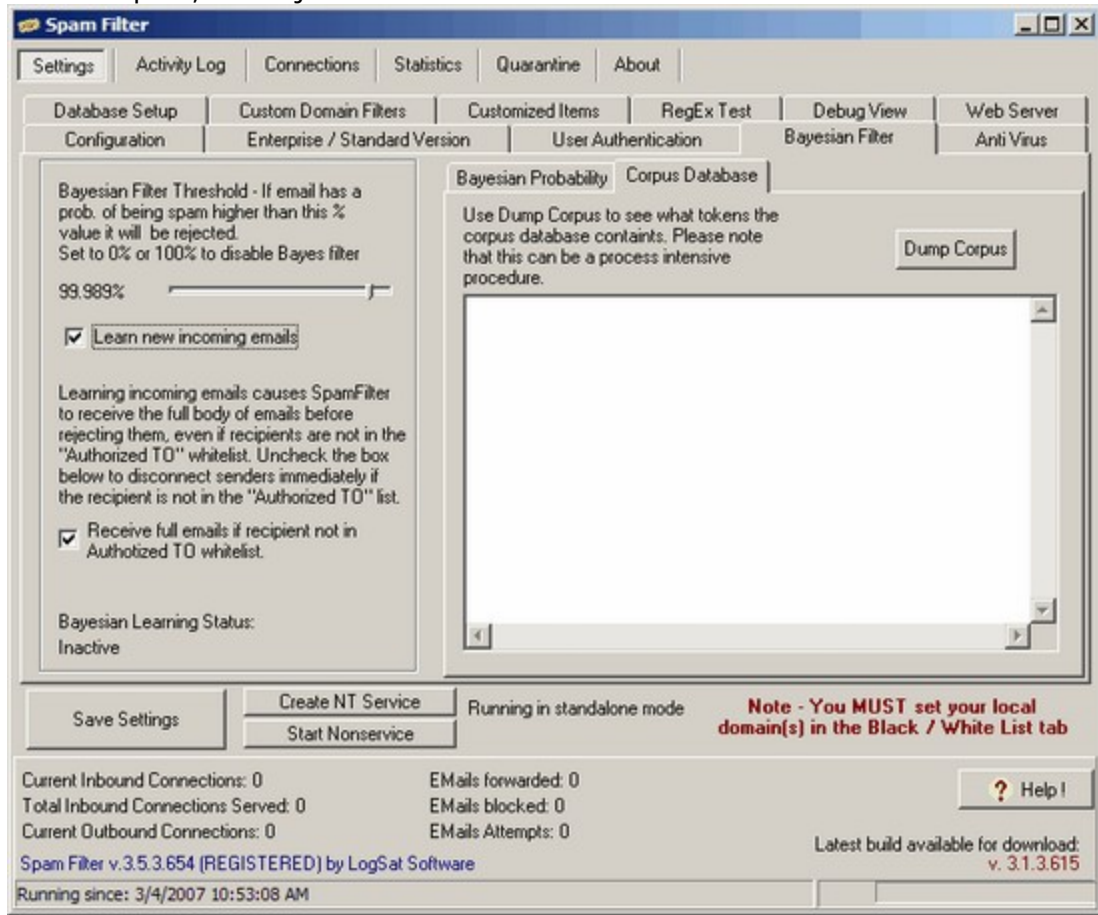 Spam Filter
Settings Activity Log Connections Statistics Quarantine About
Database Setup Custom Domain Filters Customized Items RegEx Test Debug View Web Server
Configuration Enterprise / Standard Version User Authentication Bayesian Filter Anti Virus
Bayesian Filter Threshold - If email has a
prob. of being spam higher than this %
value it will be rejected.
Set to 0% or 100% to disable Bayes filter
99.989%
Learn new incoming emails
Learning incoming emails causes SpamFilter
to receive the full body of emails before
rejecting them, even if recipients are not in the
"Authorized TO" whitelist. Uncheck the box
below to disconnect senders immediately if
the recipient is not in the "Authorized TO" list.
Receive full emails if recipient not in
Authotized TO whitelist.
Bayesian Learning Status:
Inactive
Bayesian Probability Corpus Database
Use Dump Corpus to see what tokens the
corpus database containts. Please note
that this can be a process intensive
procedure.
Dump Corpus
Save Settings
Create NT Service
Start Nonservice
Running in standalone mode
Note - You MUST set your local
domain(s) in the Black / White List tab
Current Inbound Connections: 0
Total Inbound Connections Served: 0
Current Outbound Connections: 0
EMails forwarded: 0
EMails blocked: 0
EMails Attempts: 0
Help !
Spam Filter v.3.5.3.654 (REGISTERED) by LogSat Software
Latest build available for download:
v. 3.1.3.615
Running since: 3/4/2007 10:53:08 AM